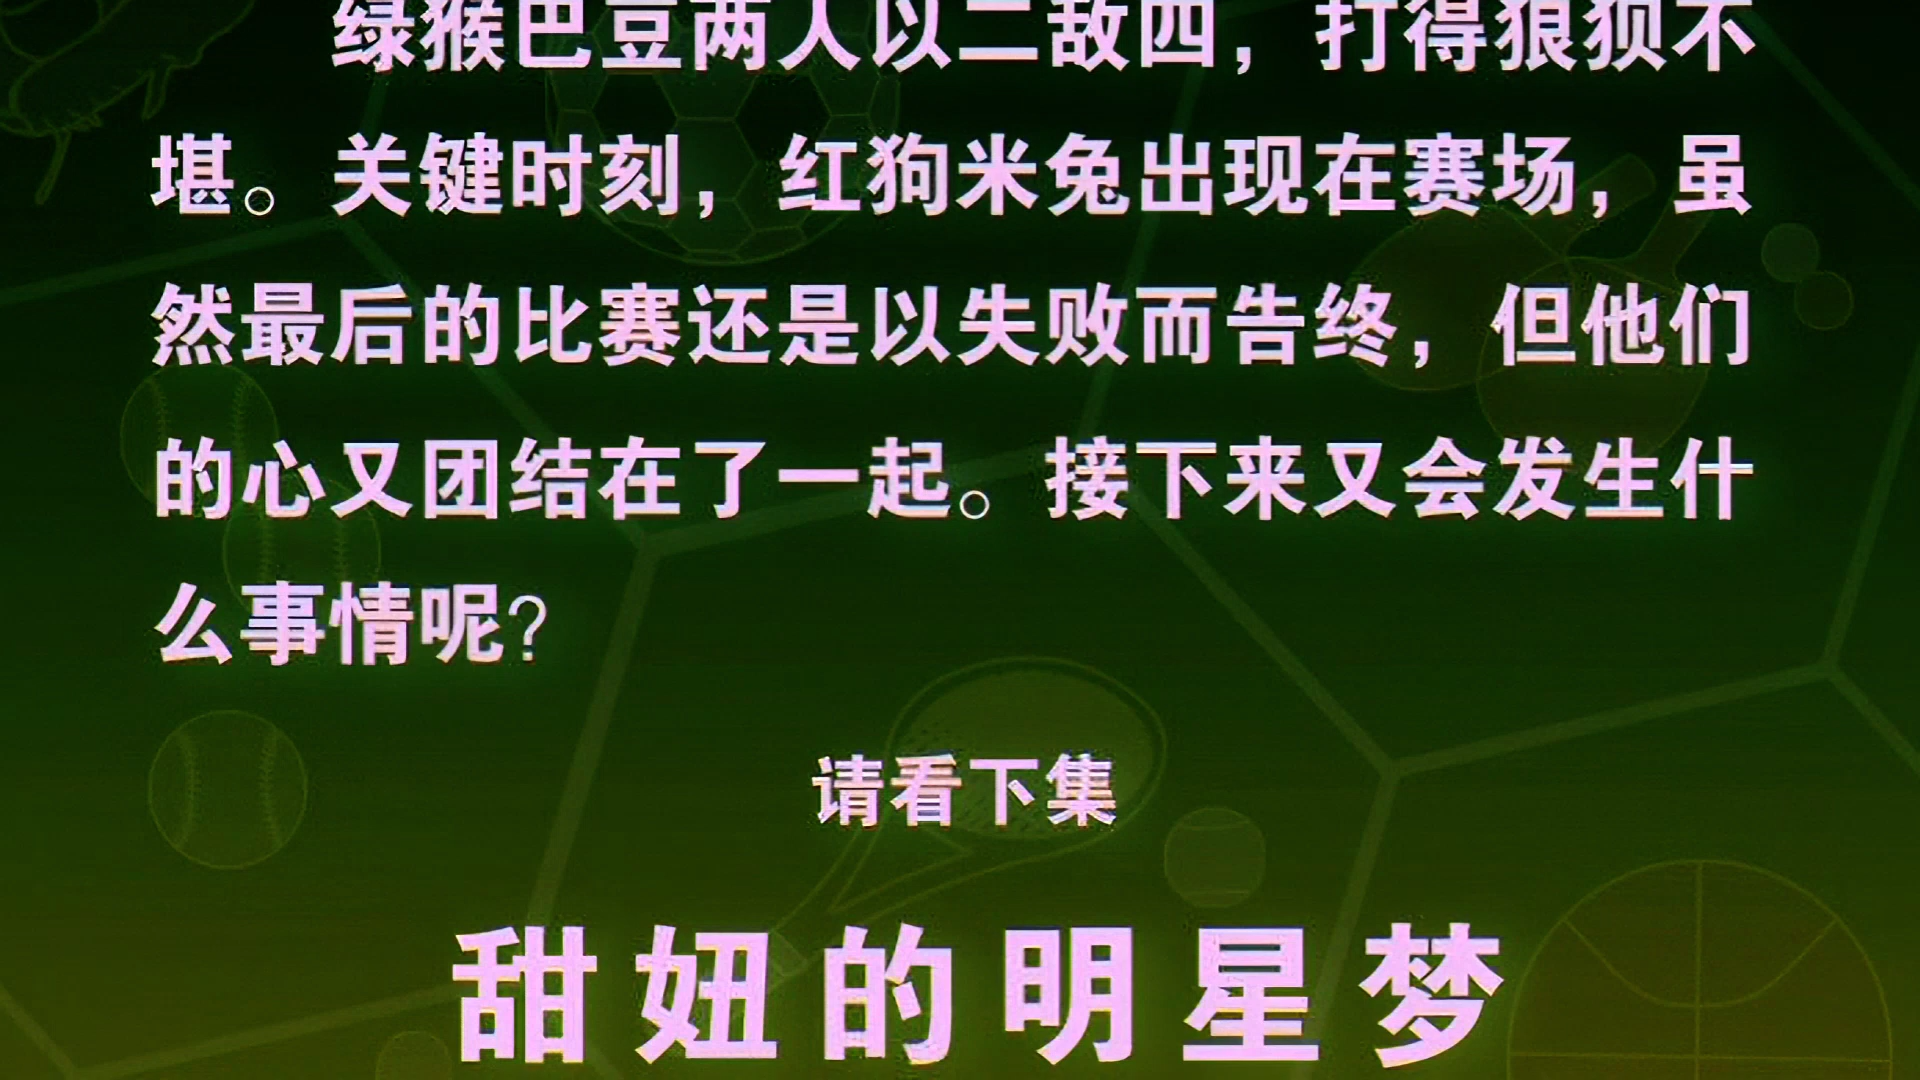 绿猴巴豆两人以二敌四，打得狼狈不
堪。关键时刻，红狗米兔出现在赛场，虽
然最后的比赛还是以失败而告终，但他们
的心又团结在了一起。接下来又会发生什
么事情呢?
请看下集
甜妞的明星梦